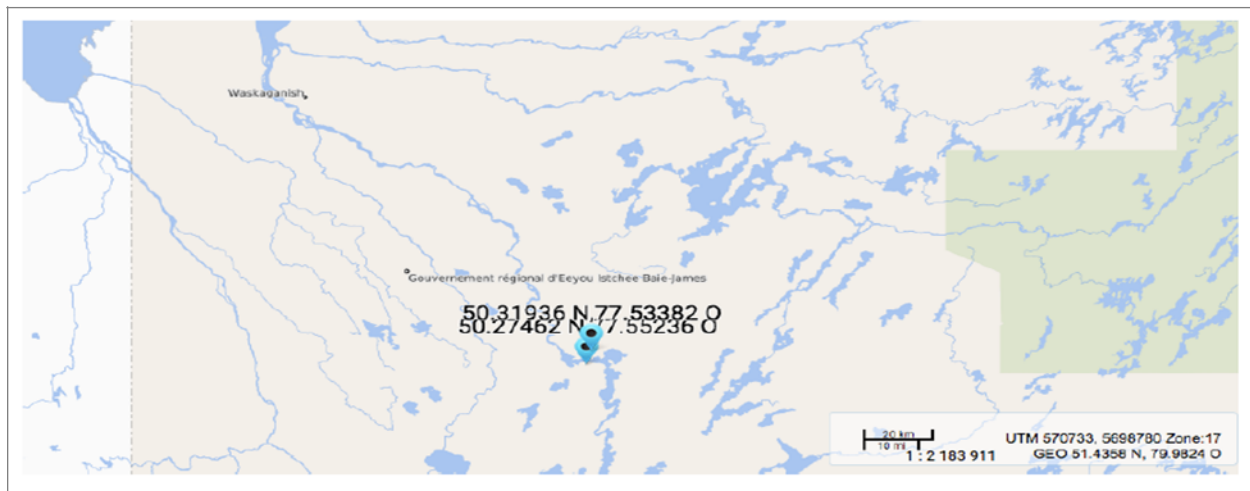 Waskaganish
Gouvernement régional d'Eeyou Istchee Baie-James
50.31936 N,77.53382 O
50.27462 N,77.55236 O
20 km
10 mi
1 : 2 183 911
UTM 570733, 5698780 Zone:17
GEO 51.4358 N, 79.9824 O